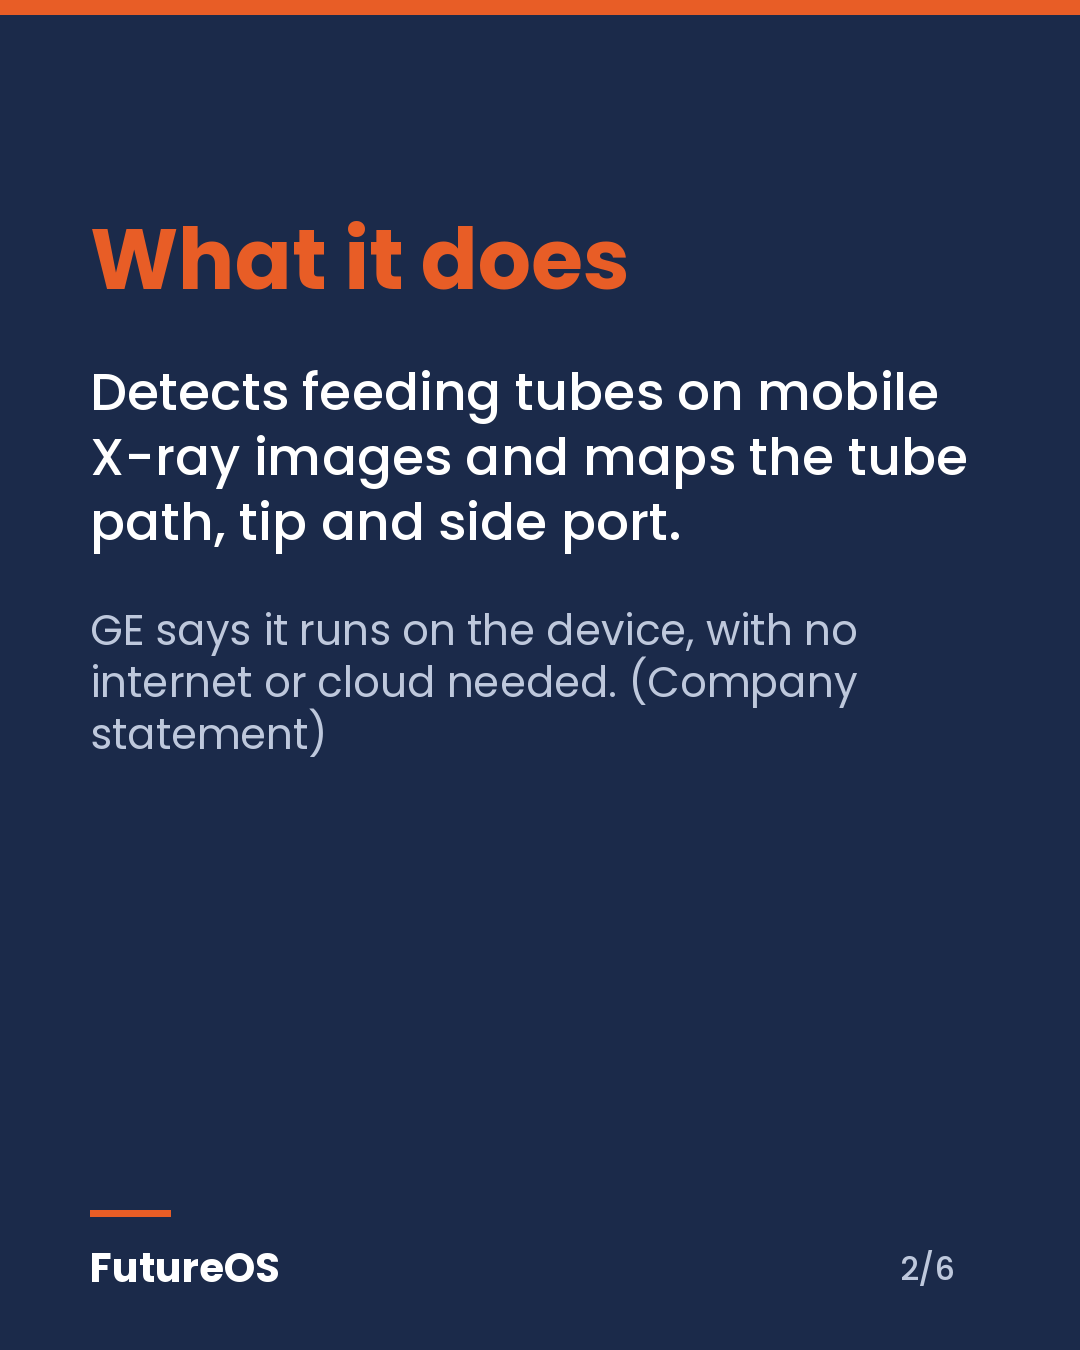 What it does
Detects feeding tubes on mobile
X-ray images and maps the tube
path, tip and side port.
GE says it runs on the device, with no
internet or cloud needed. (Company
statement)
FutureOS
2/6